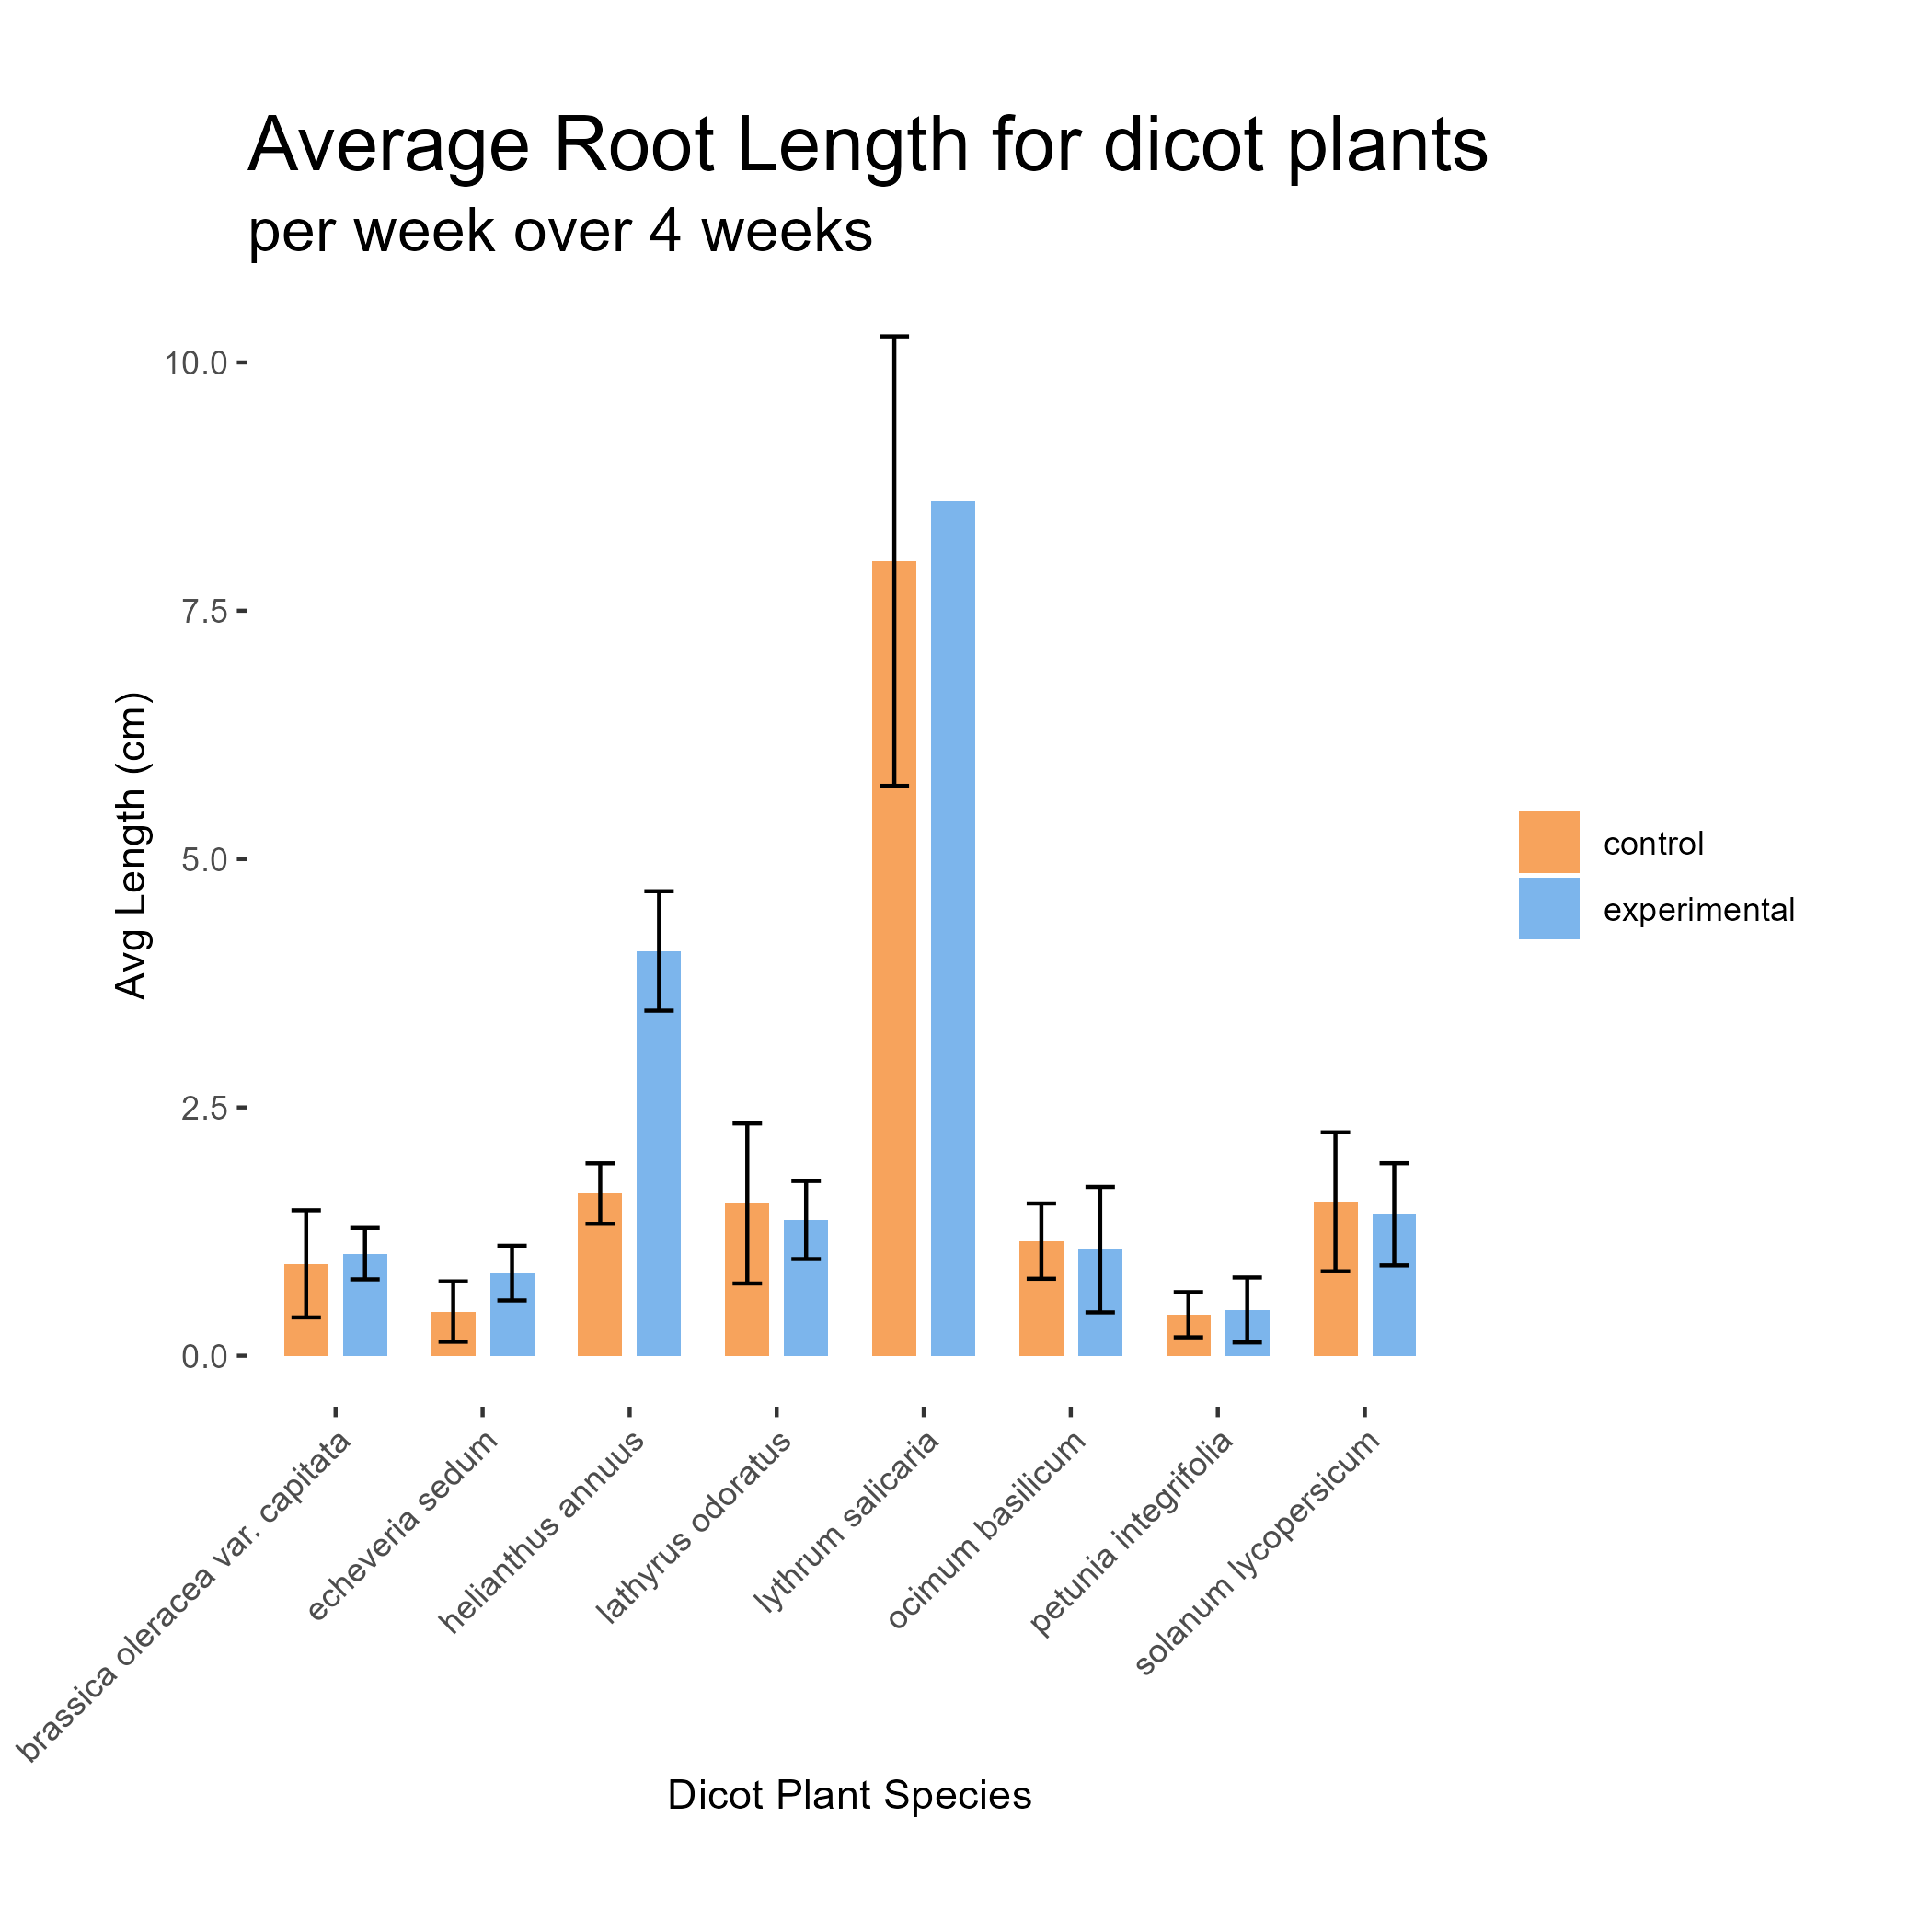 Average Root Length for dicot plants
per week over 4 weeks
10.0
7.5
5.0
2.5
0.0
Avg Length (cm)
control
experimental
brassica oleracea var. capitata
echeveria sedum
helianthus annuus
lathyrus odoratus
lythrum salicaria
ocimum basilicum
petunia integrifolia
solanum lycopersicum
Dicot Plant Species